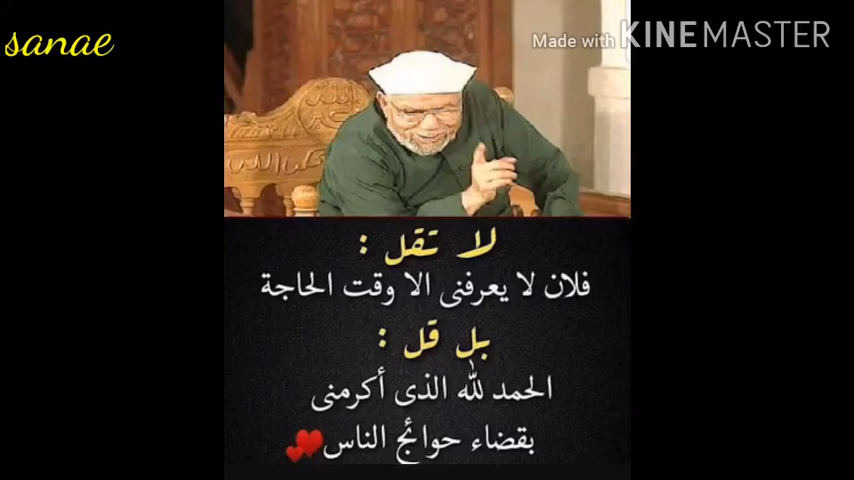 sanae
Made with KINEMASTER
لا تقل :
فلان لا يعرفنى الا وقت الحاجة
بل قل :
الحمد لله الذى أكرمنى
بقضاء حوائج الناس